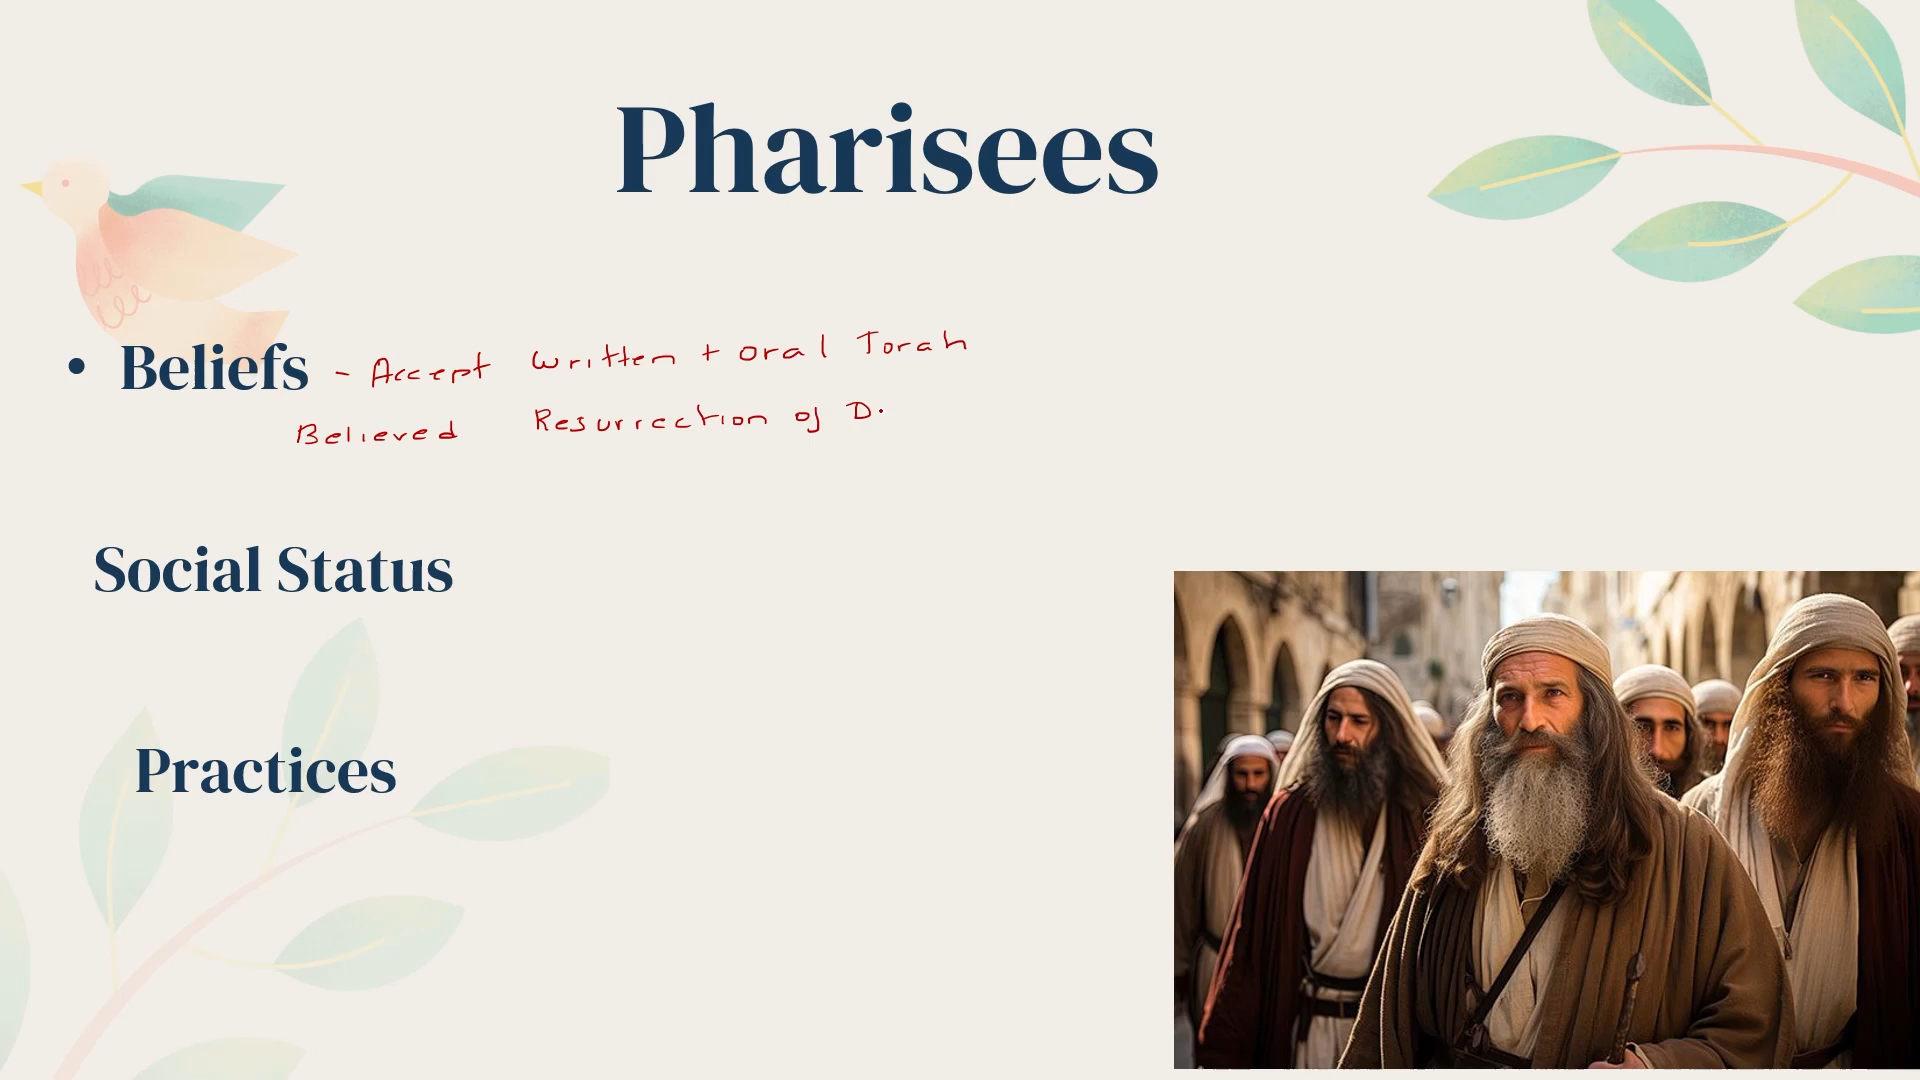 Pharisees
• Beliefs - Accept written + oral Torah
Believed Resurrection of D.
Social Status
Practices